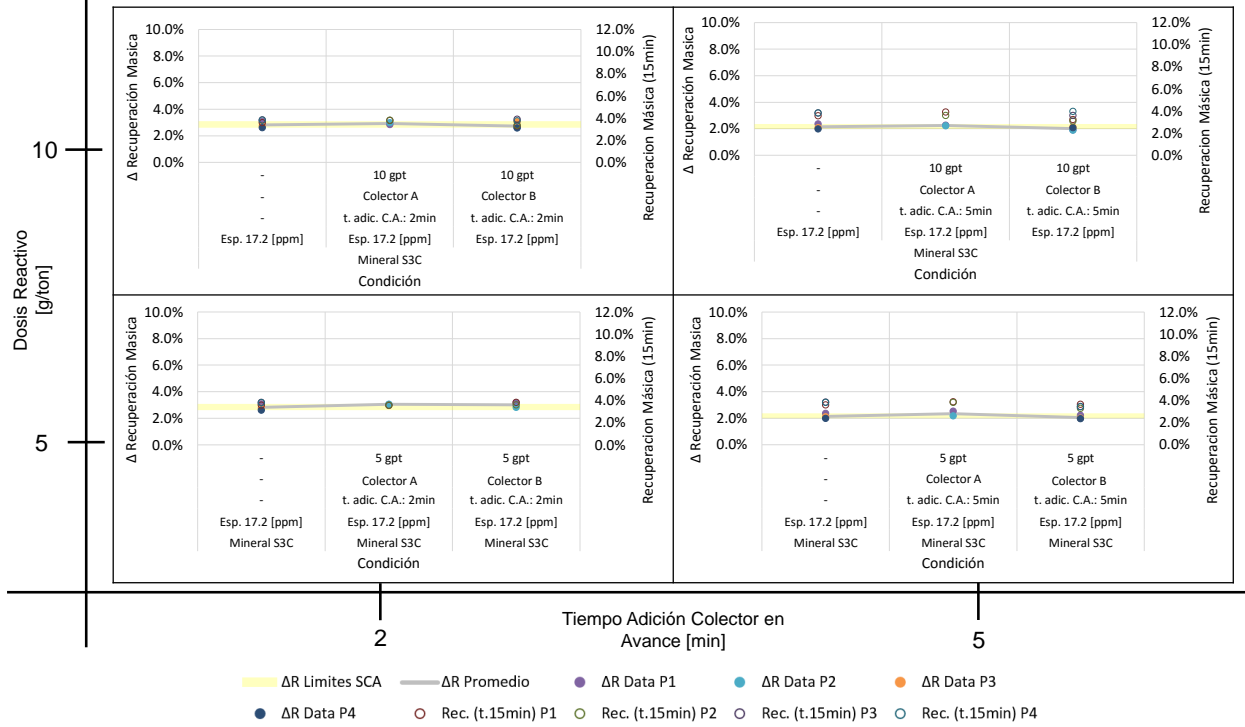 Dosis Reactivo
[g/ton]
10
5
Δ Recuperación Masica
10.0%
8.0%
6.0%
4.0%
2.0%
0.0%
12.0%
10.0%
8.0%
6.0%
4.0%
2.0%
0.0%
Recuperacion Másica (15min)
- 10 gpt 10 gpt
- Colector A Colector B
- t. adic. C.A.: 2min t. adic. C.A.: 2min
Esp. 17.2 [ppm] Esp. 17.2 [ppm] Esp. 17.2 [ppm]
Mineral S3C
Condición
Δ Recuperación Masica
10.0%
8.0%
6.0%
4.0%
2.0%
0.0%
12.0%
10.0%
8.0%
6.0%
4.0%
2.0%
0.0%
Recuperacion Másica (15min)
- 10 gpt 10 gpt
- Colector A Colector B
- t. adic. C.A.: 5min t. adic. C.A.: 5min
Esp. 17.2 [ppm] Esp. 17.2 [ppm] Esp. 17.2 [ppm]
Mineral S3C
Condición
Δ Recuperación Masica
10.0%
8.0%
6.0%
4.0%
2.0%
0.0%
12.0%
10.0%
8.0%
6.0%
4.0%
2.0%
0.0%
Recuperacion Másica (15min)
- 5 gpt 5 gpt
- Colector A Colector B
- t. adic. C.A.: 2min t. adic. C.A.: 2min
Esp. 17.2 [ppm] Esp. 17.2 [ppm] Esp. 17.2 [ppm]
Mineral S3C Mineral S3C Mineral S3C
Condición
Δ Recuperación Masica
10.0%
8.0%
6.0%
4.0%
2.0%
0.0%
12.0%
10.0%
8.0%
6.0%
4.0%
2.0%
0.0%
Recuperacion Másica (15min)
- 5 gpt 5 gpt
- Colector A Colector B
- t. adic. C.A.: 5min t. adic. C.A.: 5min
Esp. 17.2 [ppm] Esp. 17.2 [ppm] Esp. 17.2 [ppm]
Mineral S3C Mineral S3C Mineral S3C
Condición
2
Tiempo Adición Colector en
Avance [min]
5
ΔR Limites SCA ΔR Promedio ΔR Data P1 ΔR Data P2 ΔR Data P3
ΔR Data P4 Rec. (t.15min) P1 Rec. (t.15min) P2 Rec. (t.15min) P3 Rec. (t.15min) P4